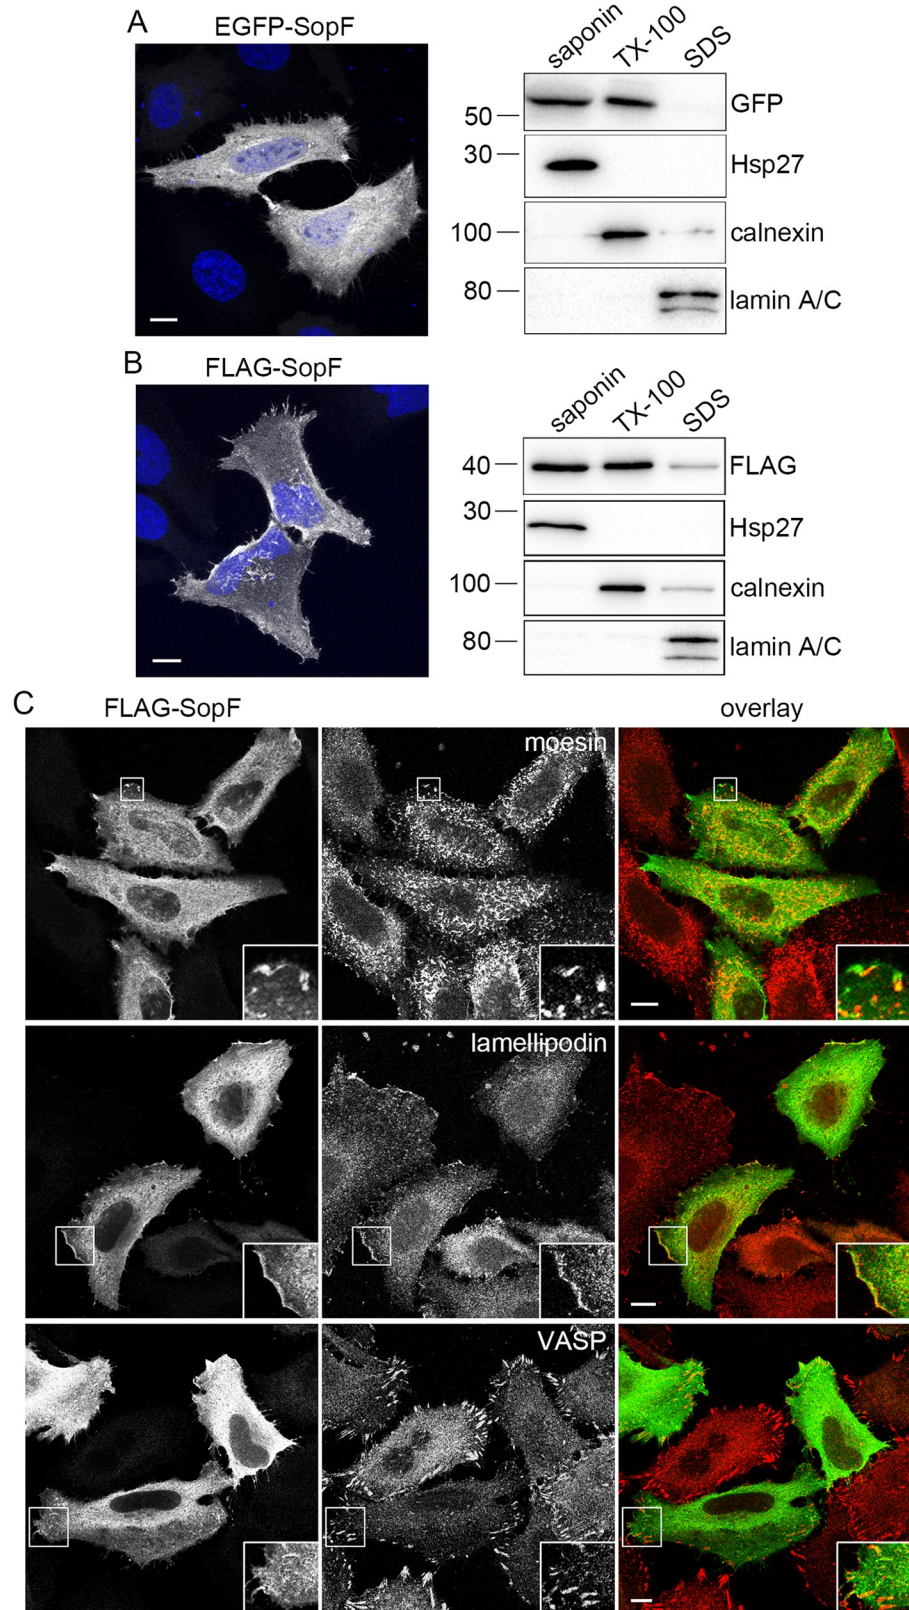 A
EGFP-SopF
saponin TX-100 SDS
50 GFP
30 Hsp27
100 calnexin
80 lamin A/C
B
FLAG-SopF
saponin TX-100 SDS
40 FLAG
30 Hsp27
100 calnexin
80 lamin A/C
C
FLAG-SopF overlay
moesin
lamellipodin
VASP